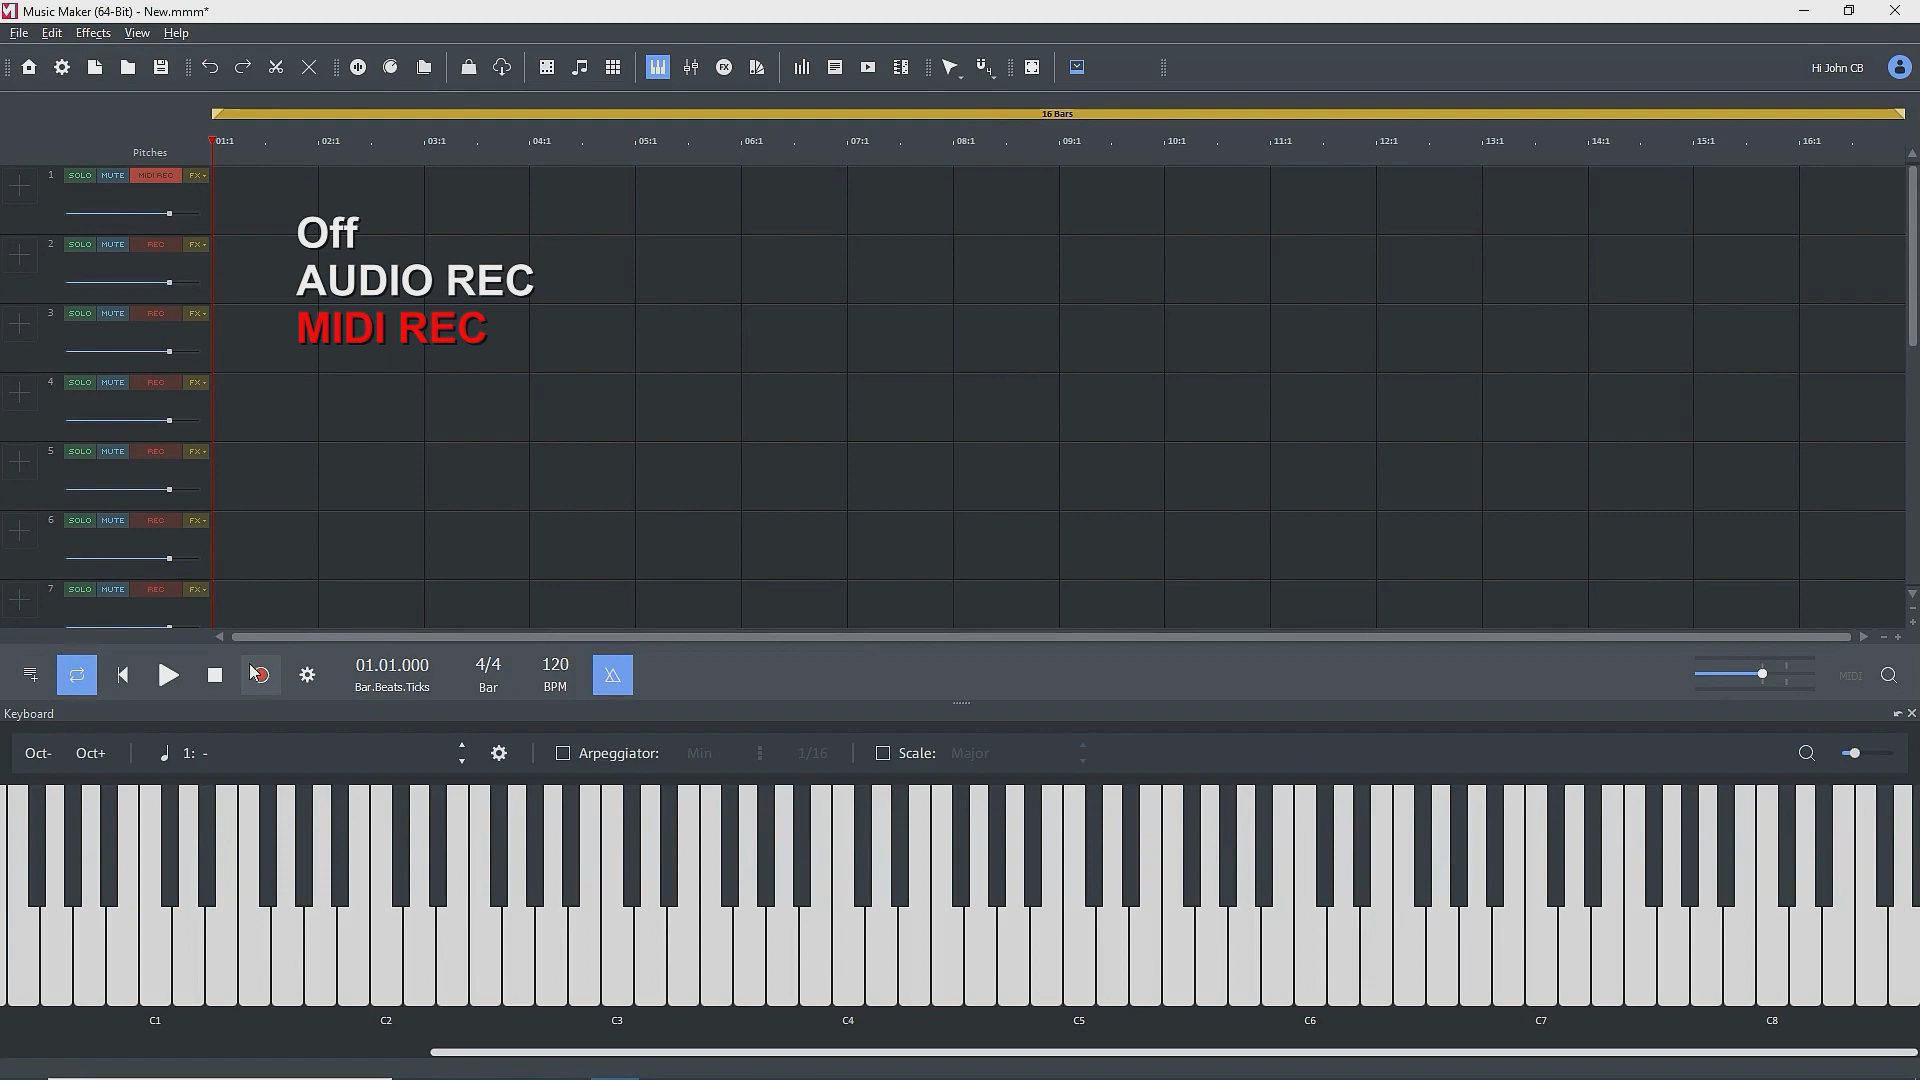 Music Maker (64-Bit) - New.mmm*
File Edit Effects View Help
Hi John CB
16 Bars
01:1 02:1 03:1 04:1 05:1 06:1 07:1 08:1 09:1 10:1 11:1 12:1 13:1 14:1 15:1 16:1
Pitches
1 SOLO MUTE MIDI REC FX
2 SOLO MUTE REC FX
3 SOLO MUTE REC FX
4 SOLO MUTE REC FX
5 SOLO MUTE REC FX
6 SOLO MUTE REC FX
7 SOLO MUTE REC FX
Off
AUDIO REC
MIDI REC
01.01.000 4/4 120
Bar.Beats.Ticks Bar BPM
MIDI
Keyboard
Oct- Oct+ 1: - Arpeggiator: Min 1/16 Scale: Major
C1 C2 C3 C4 C5 C6 C7 C8